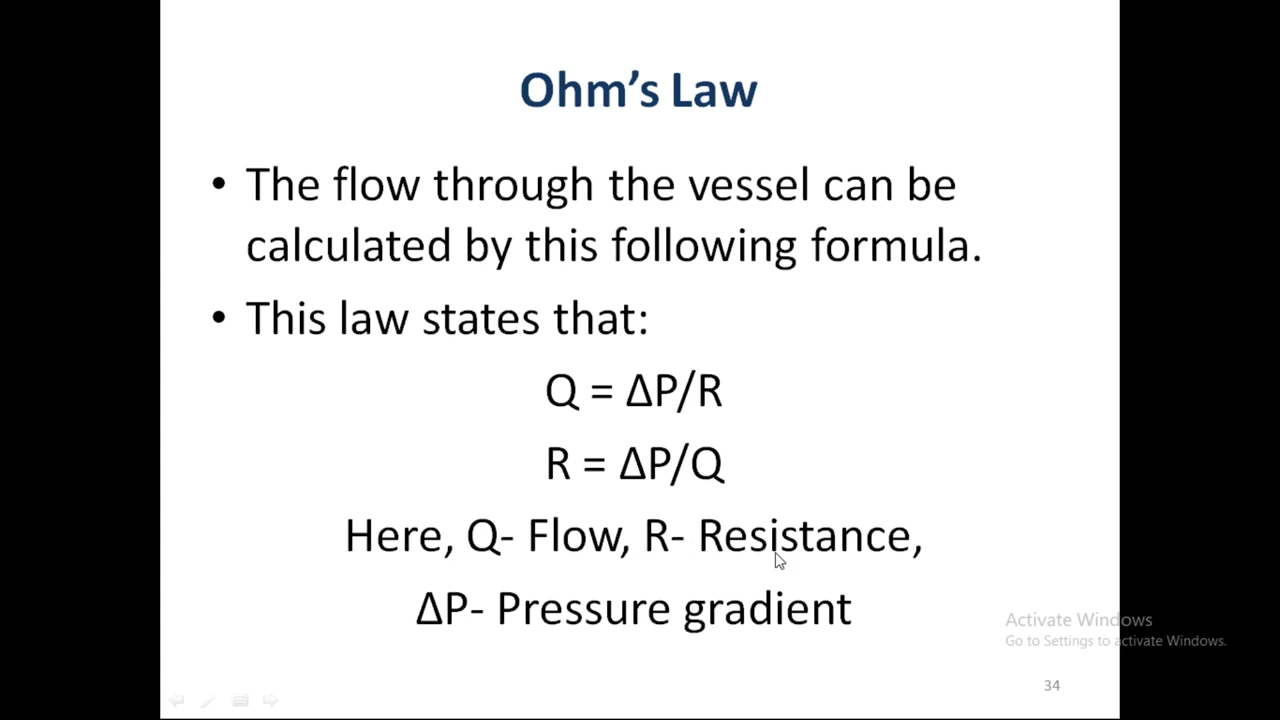 Ohm’s Law
• The flow through the vessel can be
calculated by this following formula.
• This law states that:
Q = ΔP/R
R = ΔP/Q
Here, Q- Flow, R- Resistance,
ΔP- Pressure gradient
Activate Windows
Go to Settings to activate Windows.
34